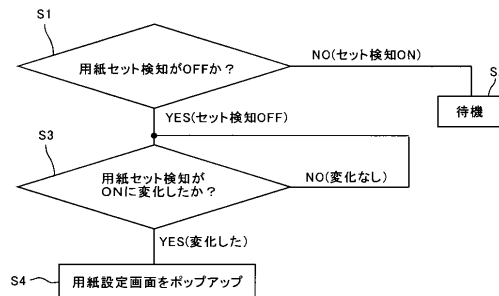 S1
用紙セット検知がOFFか?
NO(セット検知ON)
待機
YES(セット検知OFF)
S3
用紙セット検知が
ONに変化したか?
NO(変化なし)
YES(変化した)
S4
用紙設定画面をポップアップ